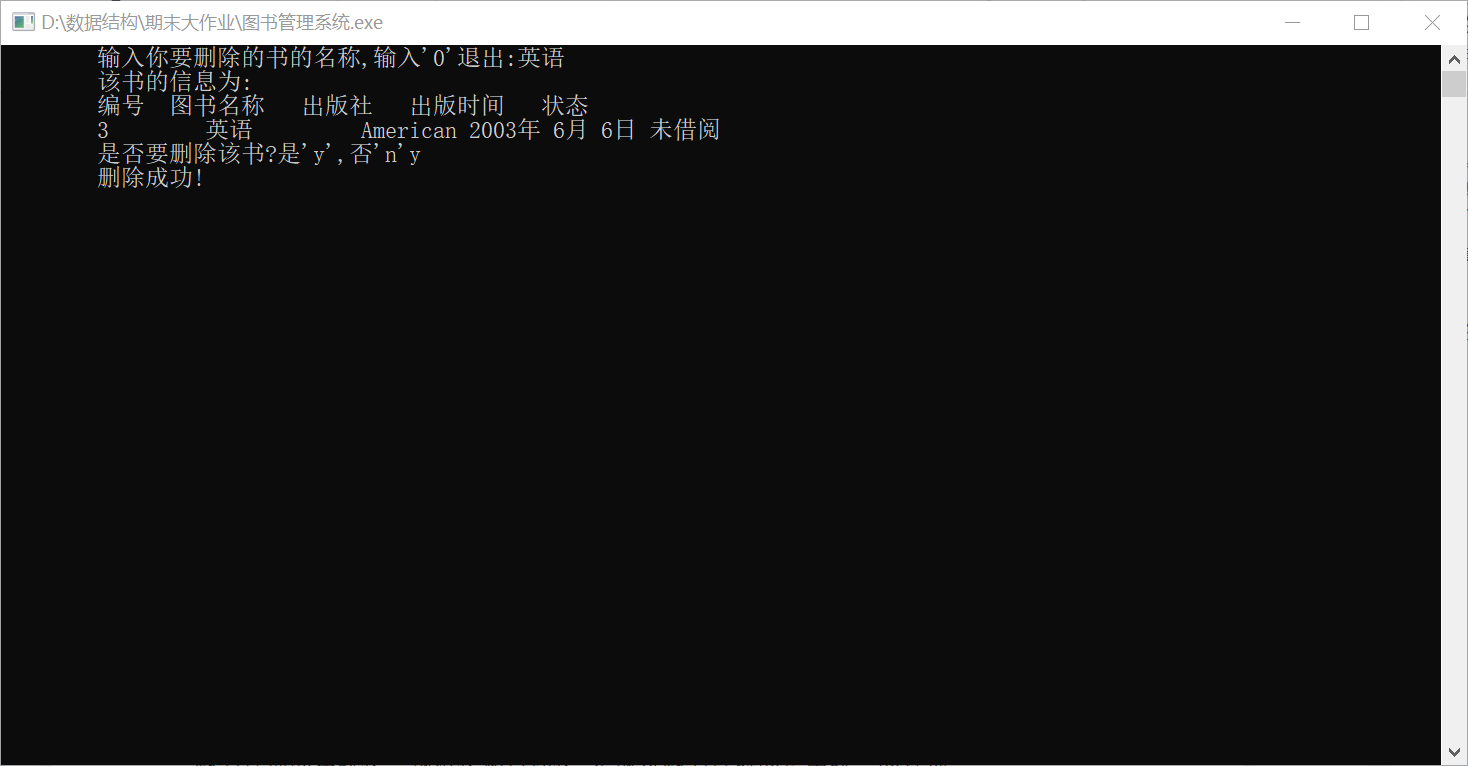 D:\数据结构\期末大作业\图书管理系统.exe
输入你要删除的书的名称,输入'0'退出:英语
该书的信息为:
编号 图书名称 出版社 出版时间 状态
3 英语 American 2003年 6月 6日 未借阅
是否要删除该书?是'y',否'n'y
删除成功!